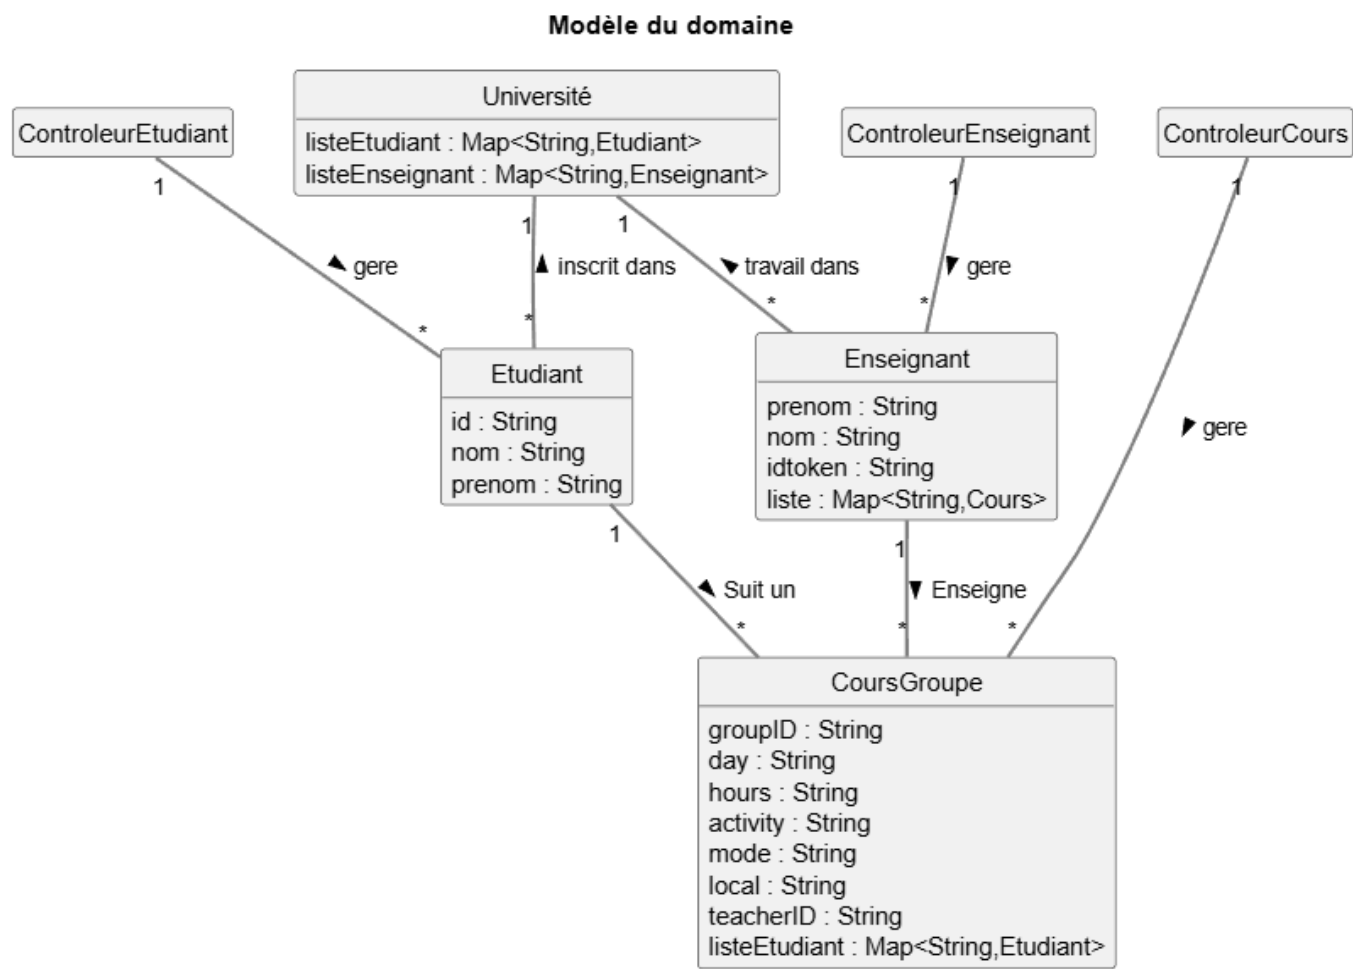 Modèle du domaine
Université
listeEtudiant : Map<String,Etudiant>
listeEnseignant : Map<String,Enseignant>
ControleurEtudiant
ControleurEnseignant
ControleurCours
1
1
1
1
1
gere
inscrit dans
travail dans
gere
*
*
*
*
Etudiant
id : String
nom : String
prenom : String
Enseignant
prenom : String
nom : String
idtoken : String
liste : Map<String,Cours>
gere
1
1
Suit un
Enseigne
*
*
*
CoursGroupe
groupID : String
day : String
hours : String
activity : String
mode : String
local : String
teacherID : String
listeEtudiant : Map<String,Etudiant>